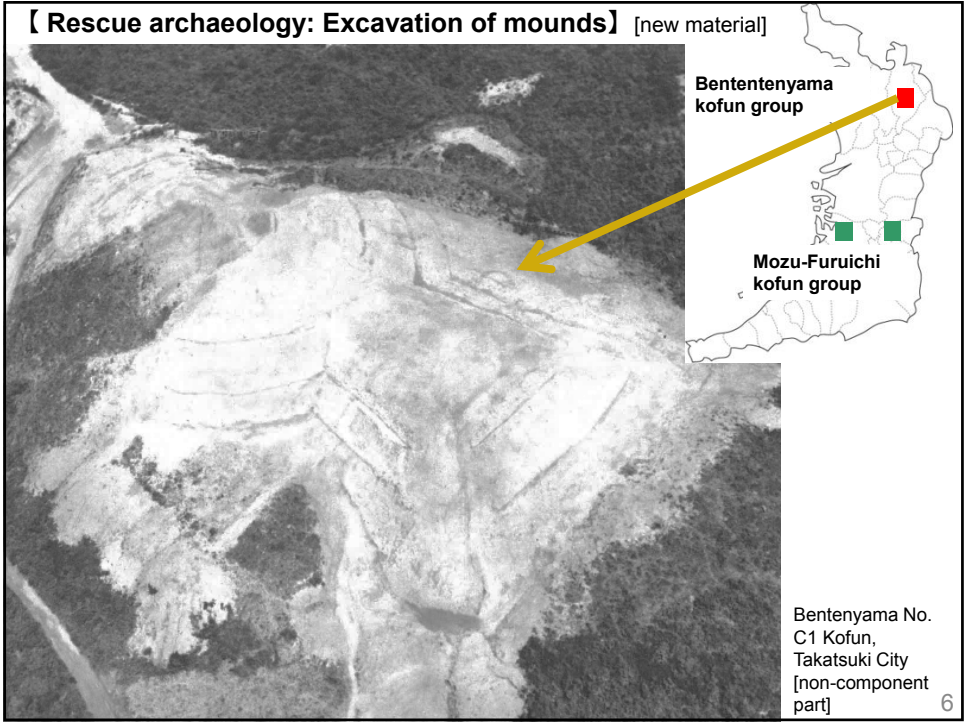 【 Rescue archaeology: Excavation of mounds】 [new material]
Bententenyama
kofun group
Mozu-Furuichi
kofun group
Bentenyama No.
C1 Kofun,
Takatsuki City
[non-component
part]
6